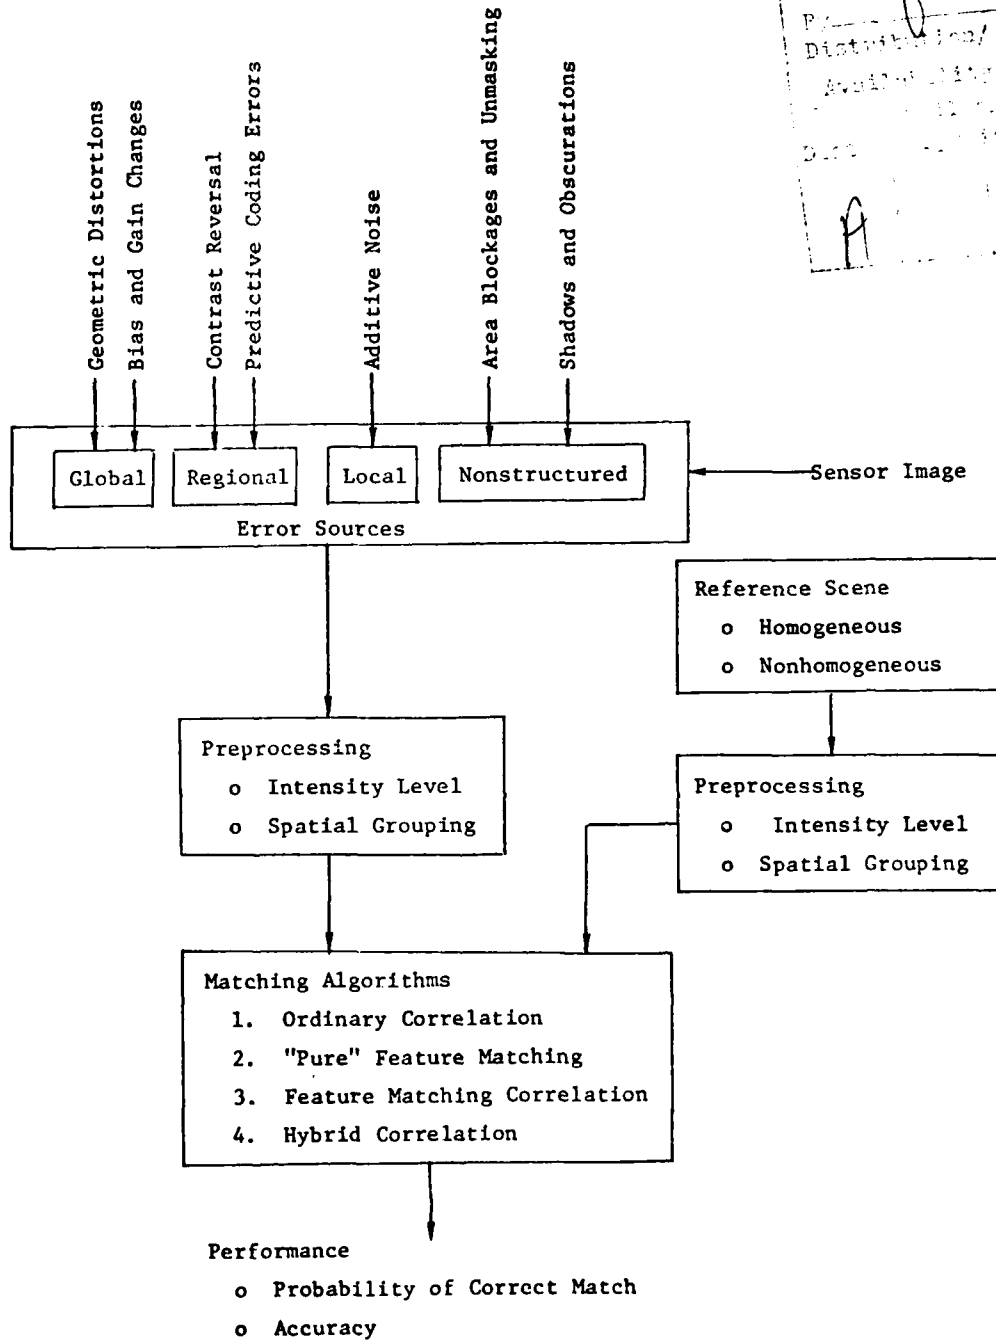 Distribution/
A
Geometric Distortions
Bias and Gain Changes
Contrast Reversal
Predictive Coding Errors
Additive Noise
Area Blockages and Unmasking
Shadows and Obscurations
Global
Regional
Local
Nonstructured
Error Sources
Sensor Image
Reference Scene
o Homogeneous
o Nonhomogeneous
Preprocessing
o Intensity Level
o Spatial Grouping
Preprocessing
o Intensity Level
o Spatial Grouping
Matching Algorithms
1. Ordinary Correlation
2. "Pure" Feature Matching
3. Feature Matching Correlation
4. Hybrid Correlation
Performance
o Probability of Correct Match
o Accuracy